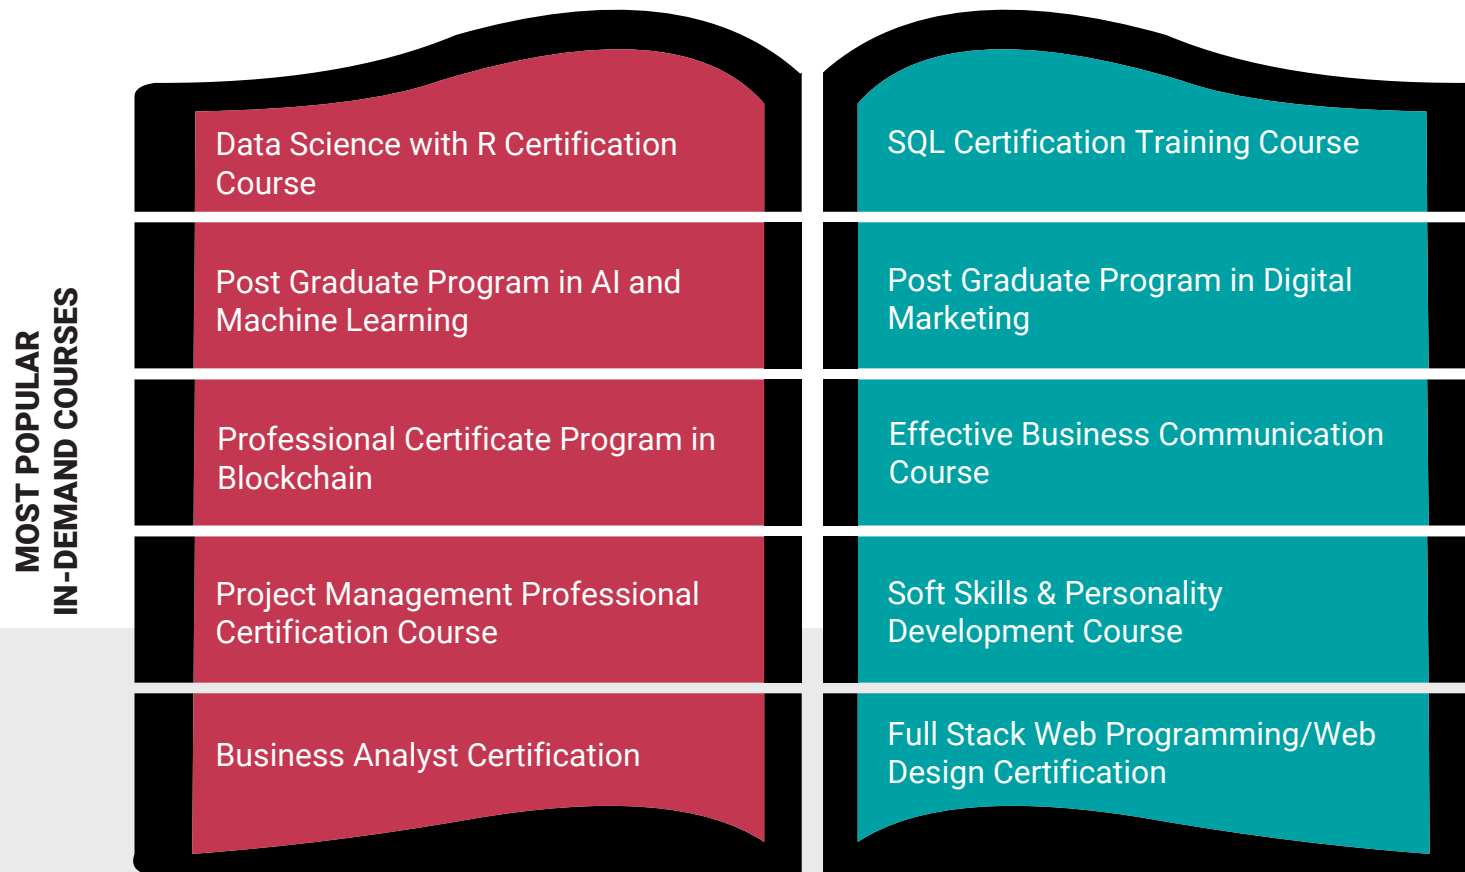 MOST POPULAR
IN-DEMAND COURSES
Data Science with R Certification
Course
Post Graduate Program in AI and
Machine Learning
Professional Certificate Program in
Blockchain
Project Management Professional
Certification Course
Business Analyst Certification
SQL Certification Training Course
Post Graduate Program in Digital
Marketing
Effective Business Communication
Course
Soft Skills & Personality
Development Course
Full Stack Web Programming/Web
Design Certification